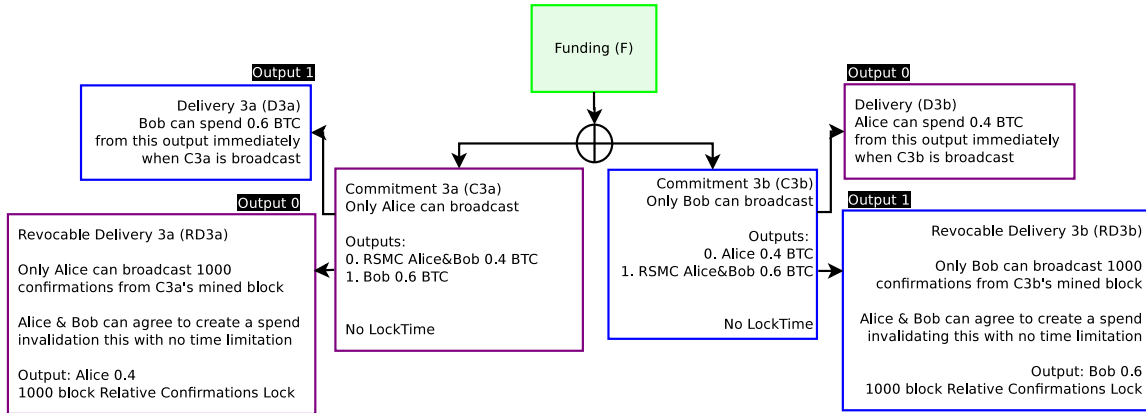 Funding (F)
Output 1
Delivery 3a (D3a)
Bob can spend 0.6 BTC
from this output immediately
when C3a is broadcast
Output 0
Delivery (D3b)
Alice can spend 0.4 BTC
from this output immediately
when C3b is broadcast
Commitment 3a (C3a)
Only Alice can broadcast
Outputs:
0. RSMC Alice&Bob 0.4 BTC
1. Bob 0.6 BTC
No LockTime
Commitment 3b (C3b)
Only Bob can broadcast
Outputs:
0. Alice 0.4 BTC
1. RSMC Alice&Bob 0.6 BTC
No LockTime
Output 0
Revocable Delivery 3a (RD3a)
Only Alice can broadcast 1000
confirmations from C3a's mined block
Alice & Bob can agree to create a spend
invalidation this with no time limitation
Output: Alice 0.4
1000 block Relative Confirmations Lock
Output 1
Revocable Delivery 3b (RD3b)
Only Bob can broadcast 1000
confirmations from C3b's mined block
Alice & Bob can agree to create a spend
invalidating this with no time limitation
Output: Bob 0.6
1000 block Relative Confirmations Lock